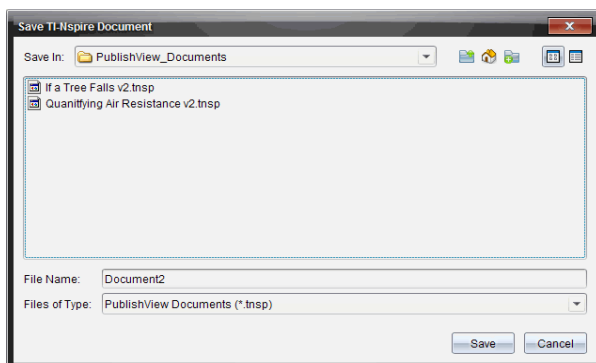 Save TI-Nspire Document
Save In: PublishView_Documents
If a Tree Falls v2.tnsp
Quanitfying Air Resistance v2.tnsp
File Name: Document2
Files of Type: PublishView Documents (*.tnsp)
Save Cancel